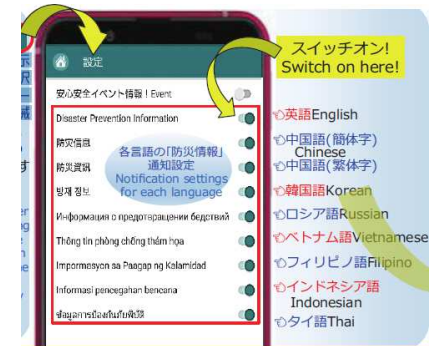 設定
スイッチオン!
Switch on here!
安心安全イベント情報！Event
Disaster Prevention Information
防灾信息
防災資訊
방재 정보
Информация о предотвращении бедствий
Thông tin phòng chống thảm họa
Impormasyon sa Paagap ng Kalamidad
Informasi pencegahan bencana
ข้อมูลการป้องกันภัยพิบัติ
各言語の「防災情報」
通知設定
Notification settings
for each language
英語English
中国語(簡体字)
Chinese
中国語(繁体字)
韓国語Korean
ロシア語Russian
ベトナム語Vietnamese
フィリピノ語Filipino
インドネシア語
Indonesian
タイ語Thai